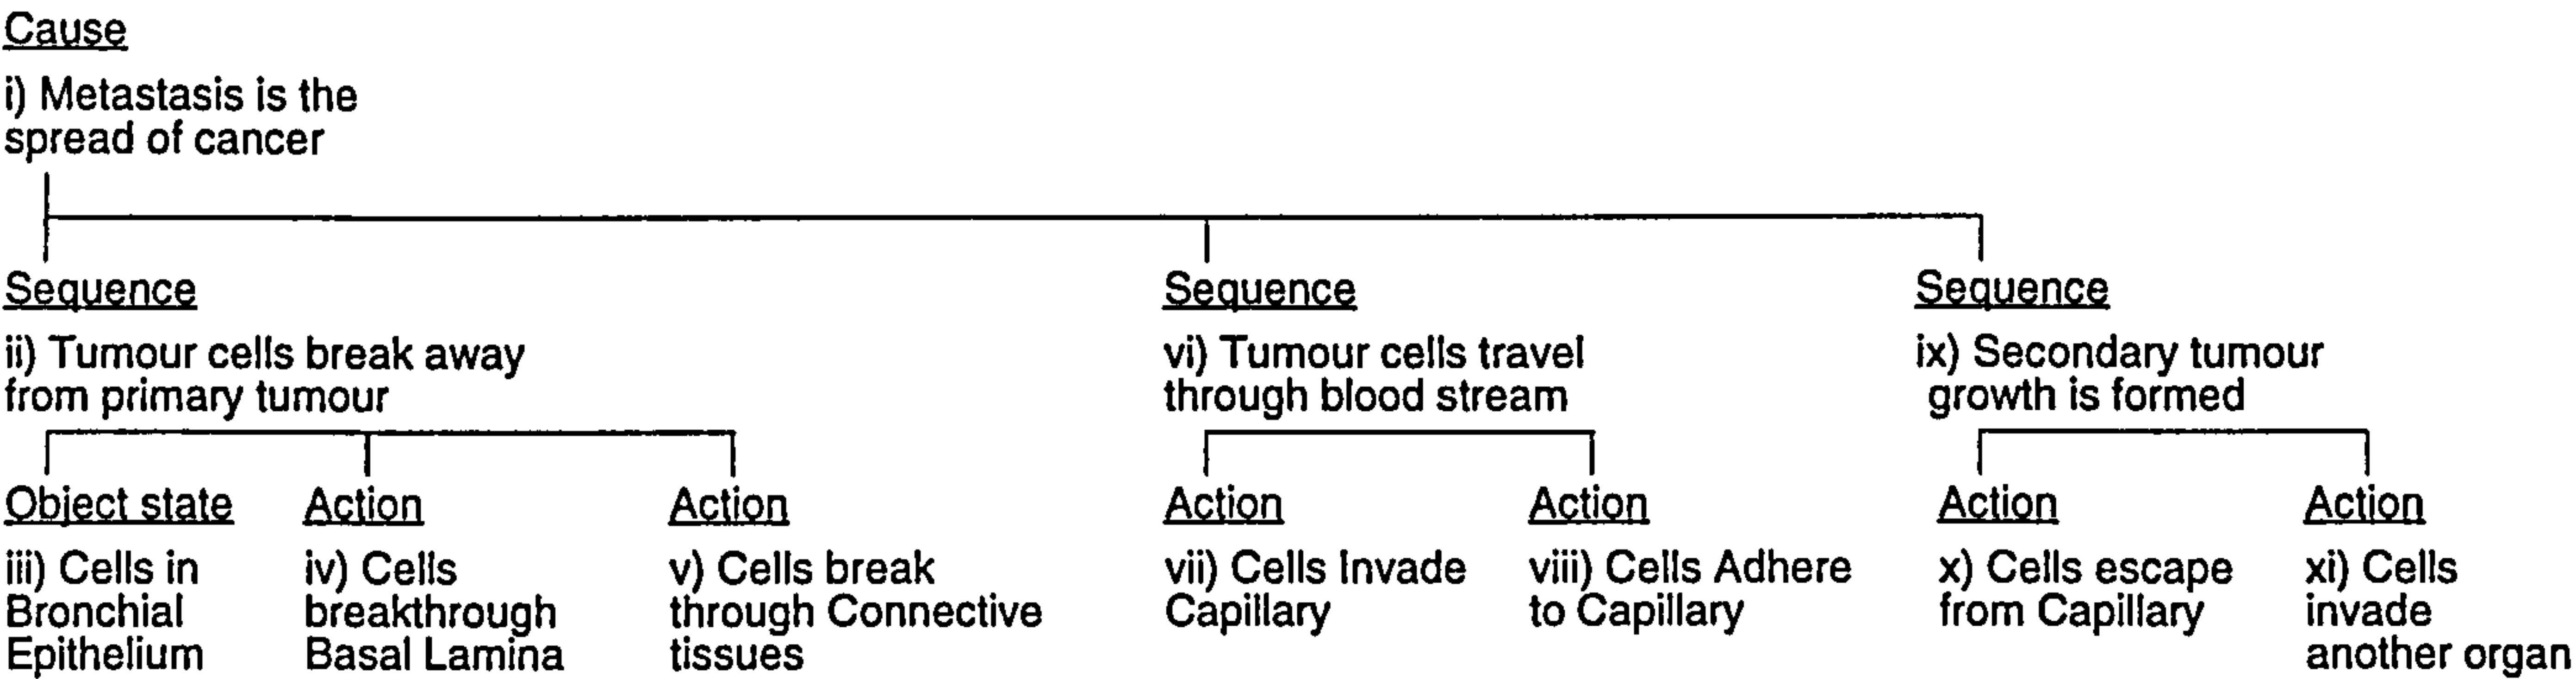 Cause
i) Metastasis is the
spread of cancer
Sequence
ii) Tumour cells break away
from primary tumour
Sequence
vi) Tumour cells travel
through blood stream
Sequence
ix) Secondary tumour
growth is formed
Object state
iii) Cells in
Bronchial
Epithelium
Action
iv) Cells
breakthrough
Basal Lamina
Action
v) Cells break
through Connective
tissues
Action
vii) Cells Invade
Capillary
Action
viii) Cells Adhere
to Capillary
Action
x) Cells escape
from Capillary
Action
xi) Cells
invade
another organ